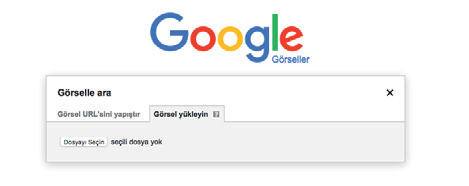 Google
Görseller
Görselle ara
Görsel URL'sini yapıştır Görsel yükleyin ?
Dosyayı Seçin seçili dosya yok